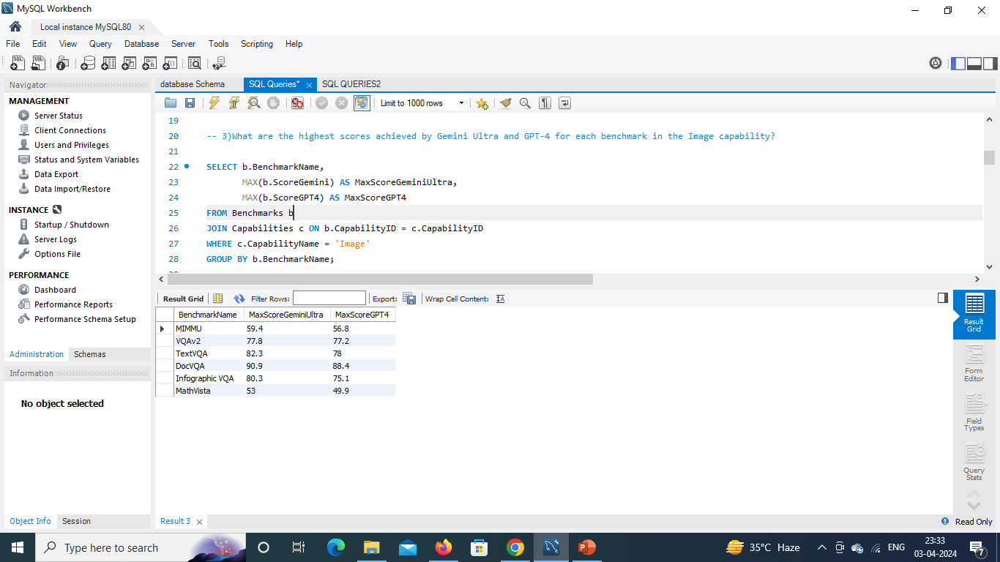 MySQL Workbench
Local instance MySQL80
File Edit View Query Database Server Tools Scripting Help
Navigator
MANAGEMENT
Server Status
Client Connections
Users and Privileges
Status and System Variables
Data Export
Data Import/Restore
INSTANCE
Startup / Shutdown
Server Logs
Options File
PERFORMANCE
Dashboard
Performance Reports
Performance Schema Setup
Administration Schemas
Information
No object selected
Object Info Session
database Schema SQL Queries* SQL QUERIES2
Limit to 1000 rows
19
20 -- 3)What are the highest scores achieved by Gemini Ultra and GPT-4 for each benchmark in the Image capability?
21
22 SELECT b.BenchmarkName,
23 MAX(b.ScoreGemini) AS MaxScoreGeminiUltra,
24 MAX(b.ScoreGPT4) AS MaxScoreGPT4
25 FROM Benchmarks b
26 JOIN Capabilities c ON b.CapabilityID = c.CapabilityID
27 WHERE c.CapabilityName = 'Image'
28 GROUP BY b.BenchmarkName;
Result Grid Filter Rows: Export: Wrap Cell Content:
BenchmarkName MaxScoreGeminiUltra MaxScoreGPT4
MIMMU 59.4 56.8
VQAv2 77.8 77.2
TextVQA 82.3 78
DocVQA 90.9 88.4
Infographic VQA 80.3 75.1
MathVista 53 49.9
Result
Grid
Form
Editor
Field
Types
Query
Stats
Result 3
Read Only
Type here to search
35°C Haze
ENG
23:33
03-04-2024
7